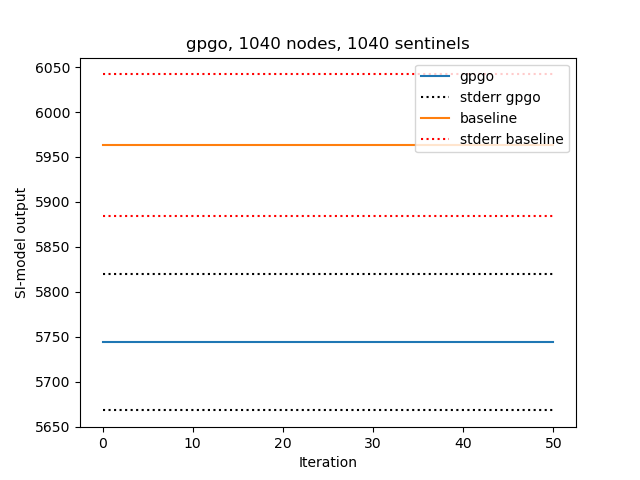 gpgo, 1040 nodes, 1040 sentinels
gpgo
stderr gpgo
baseline
stderr baseline
SI-model output
6050
6000
5950
5900
5850
5800
5750
5700
5650
0 10 20 30 40 50
Iteration